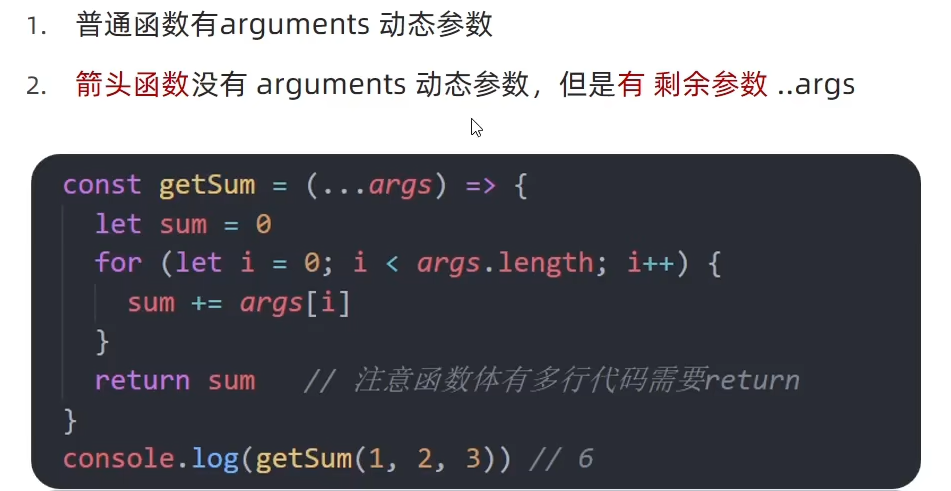 1. 普通函数有arguments 动态参数
2. 箭头函数没有 arguments 动态参数，但是有 剩余参数 ..args
const getSum = (...args) => {
  let sum = 0
  for (let i = 0; i < args.length; i++) {
    sum += args[i]
  }
  return sum   // 注意函数体有多行代码需要return
}
console.log(getSum(1, 2, 3)) // 6